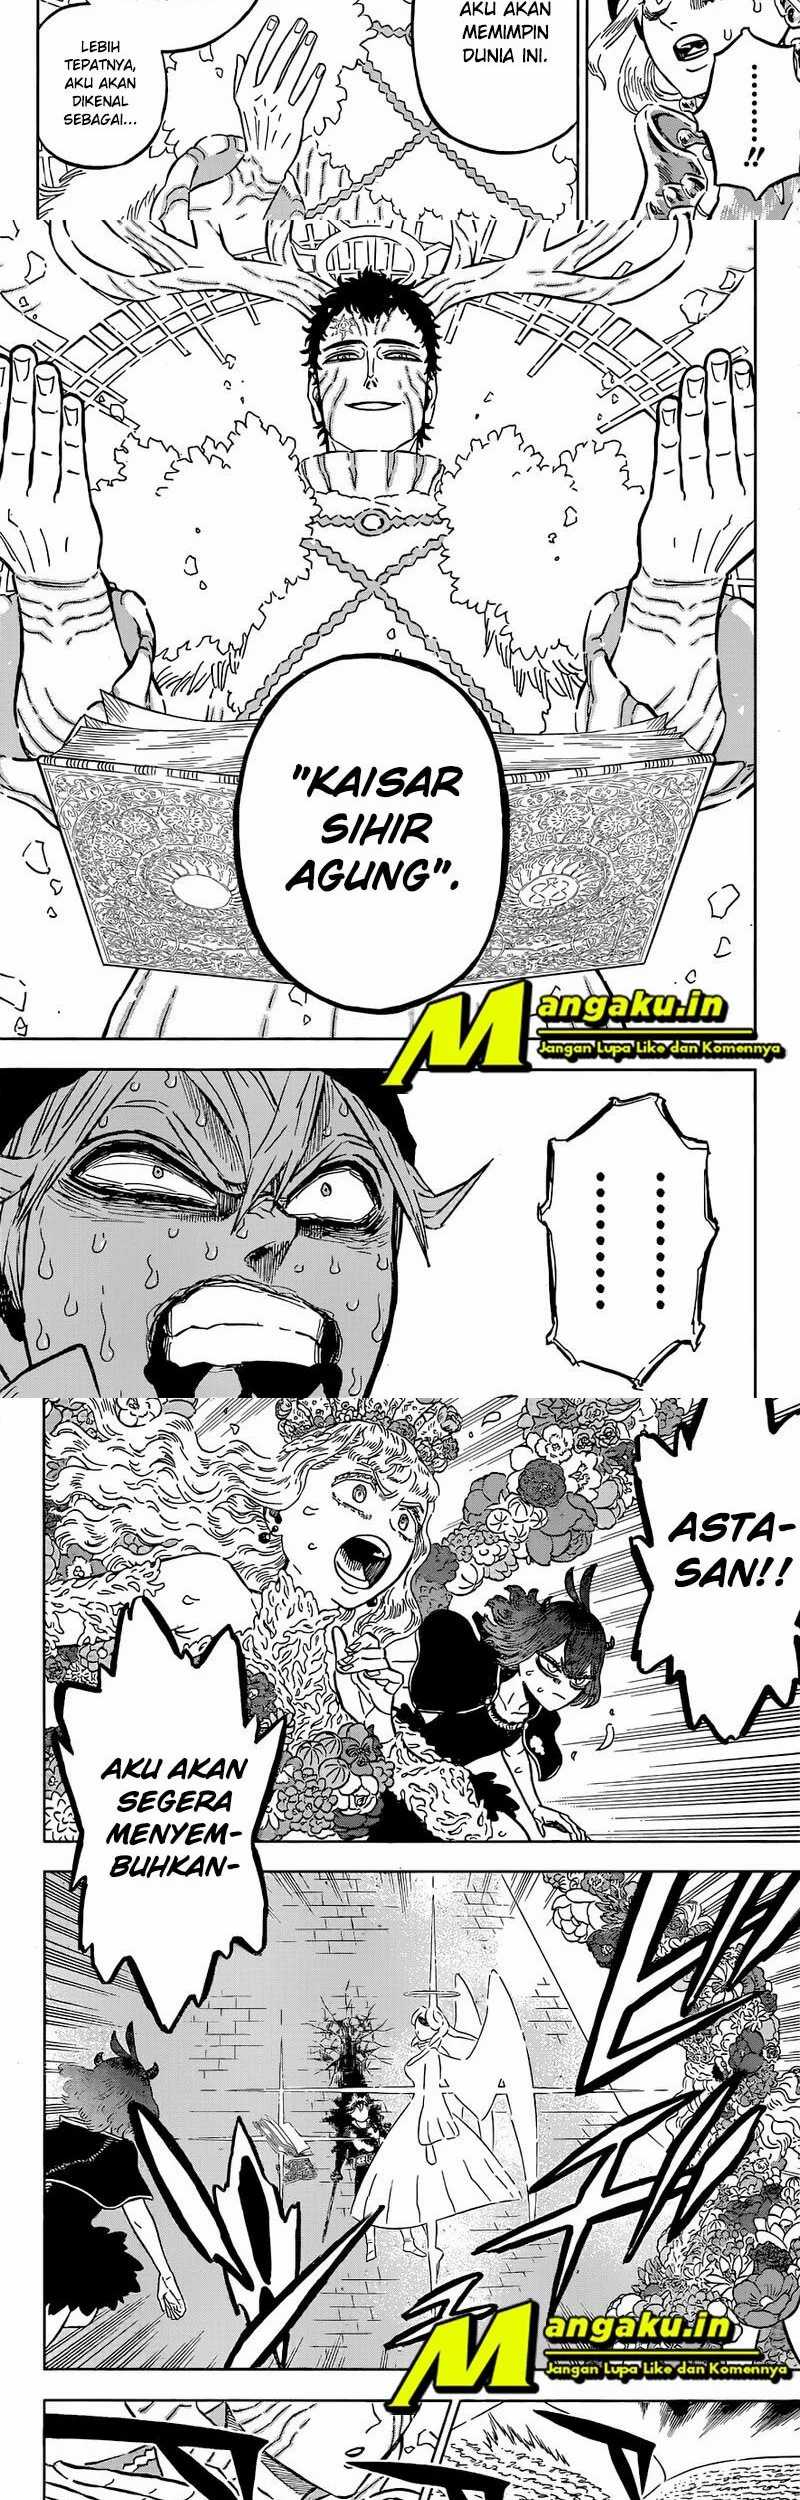 AKU AKAN
MEMIMPIN
DUNIA INI.
LEBIH
TEPATNYA,
AKU AKAN
DIKENAL
SEBAGAI...
......!!
"KAISAR
SIHIR
AGUNG".
Mangaku.in
Jangan Lupa Like dan Komennya
ASTA-
SAN!!
AKU AKAN
SEGERA
MENYEM-
BUHKAN-
Mangaku.in
Jangan Lupa Like dan Komennya